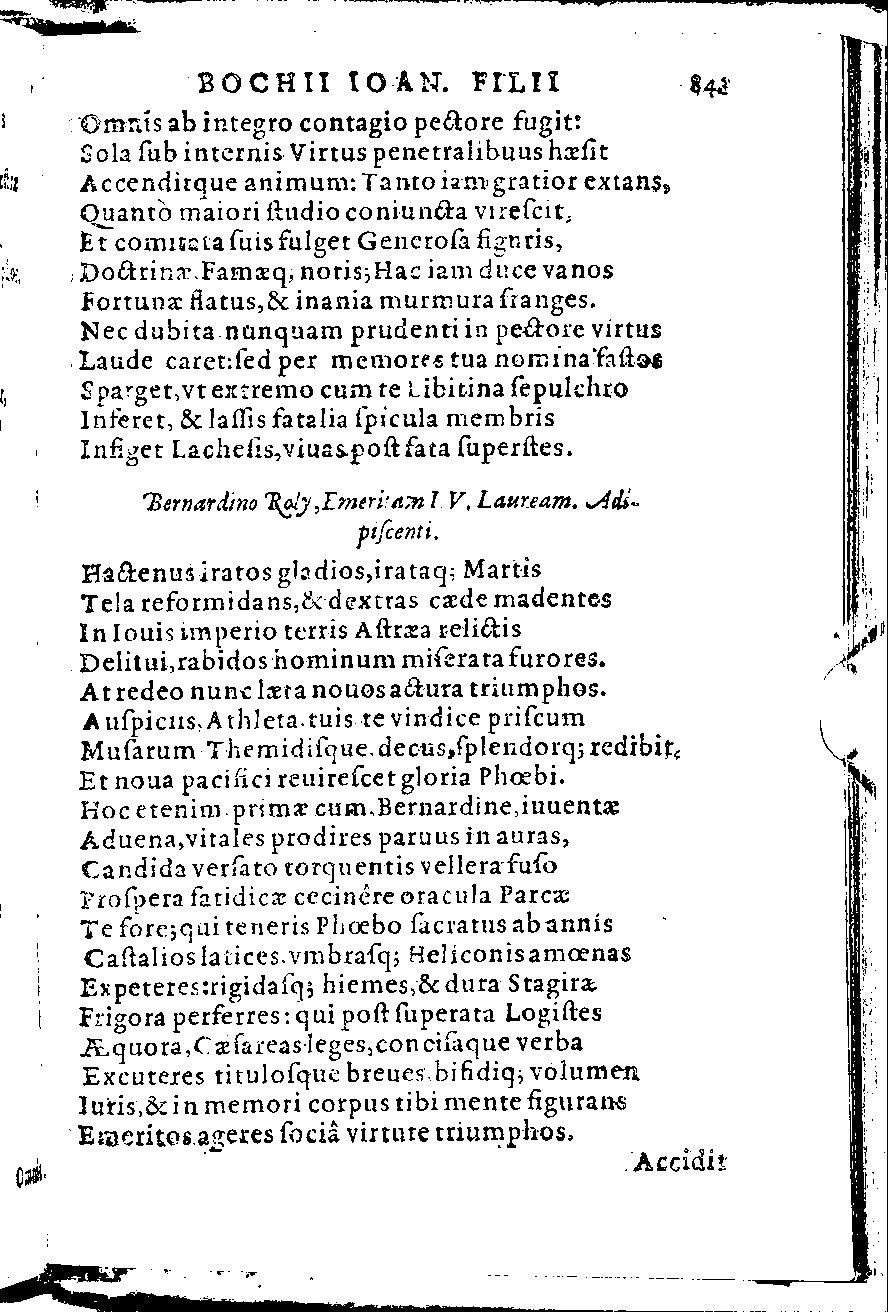 BOCHII IOAN. FILII 843
Omnis ab integro contagio pectore fugit:
Sola ſub internis Virtus penetralibuus hæſit
Accenditque animum: Tanto iam gratior extans,
Quantò maiori ſtudio coniuncta vireſcit,
Et comitata ſuis fulget Generoſa figuris,
Doctrinæ, Famæq; notis; Hac iam duce vanos
Fortunæ flatus, & inania murmura franges.
Nec dubita nunquam prudenti in pectore virtus
Laude caret: ſed per memores tua nomina faſtos
Sparget, vt extremo cum te Libitina ſepulchro
Inferet, & laſſis fatalia ſpicula membris
Infiget Lacheſis, viuas poſt fata ſuperſtes.
Bernardino Roly, Emeritam I. V. Lauream. Adi-
piſcenti.
Hactenus iratos gladios, irataq; Martis
Tela reformidans, & dextras cæde madentes
In Iouis imperio terris Aſtræa relictis
Delitui, rabidos hominum miſerata furores.
At redeo nunc læta nouos actura triumphos.
Auſpiciis, Athleta, tuis te vindice priſcum
Muſarum Themidiſque decus, ſplendorq; redibit,
Et noua pacifici reuireſcet gloria Phœbi.
Hoc etenim primæ cum, Bernardine, iuuentæ
Aduena, vitales prodires paruus in auras,
Candida verſato torquentis vellera fuſo
Proſpera fatidicæ cecinêre oracula Parcæ
Te fore; qui teneris Phœbo ſacratus ab annis
Caſtalios latices, vmbraſq; Heliconis amœnas
Expeteres: rigidaſq; hiemes, & dura Stagiræ
Frigora perferres: qui poſt ſuperata Logiſtes
Æquora, Cæſareas leges, conciſaque verba
Excuteres tituloſque breues, bifidiq; volumen
Iuris, & in memori corpus tibi mente figurans
Emeritos ageres ſociâ virtute triumphos.
Accidit